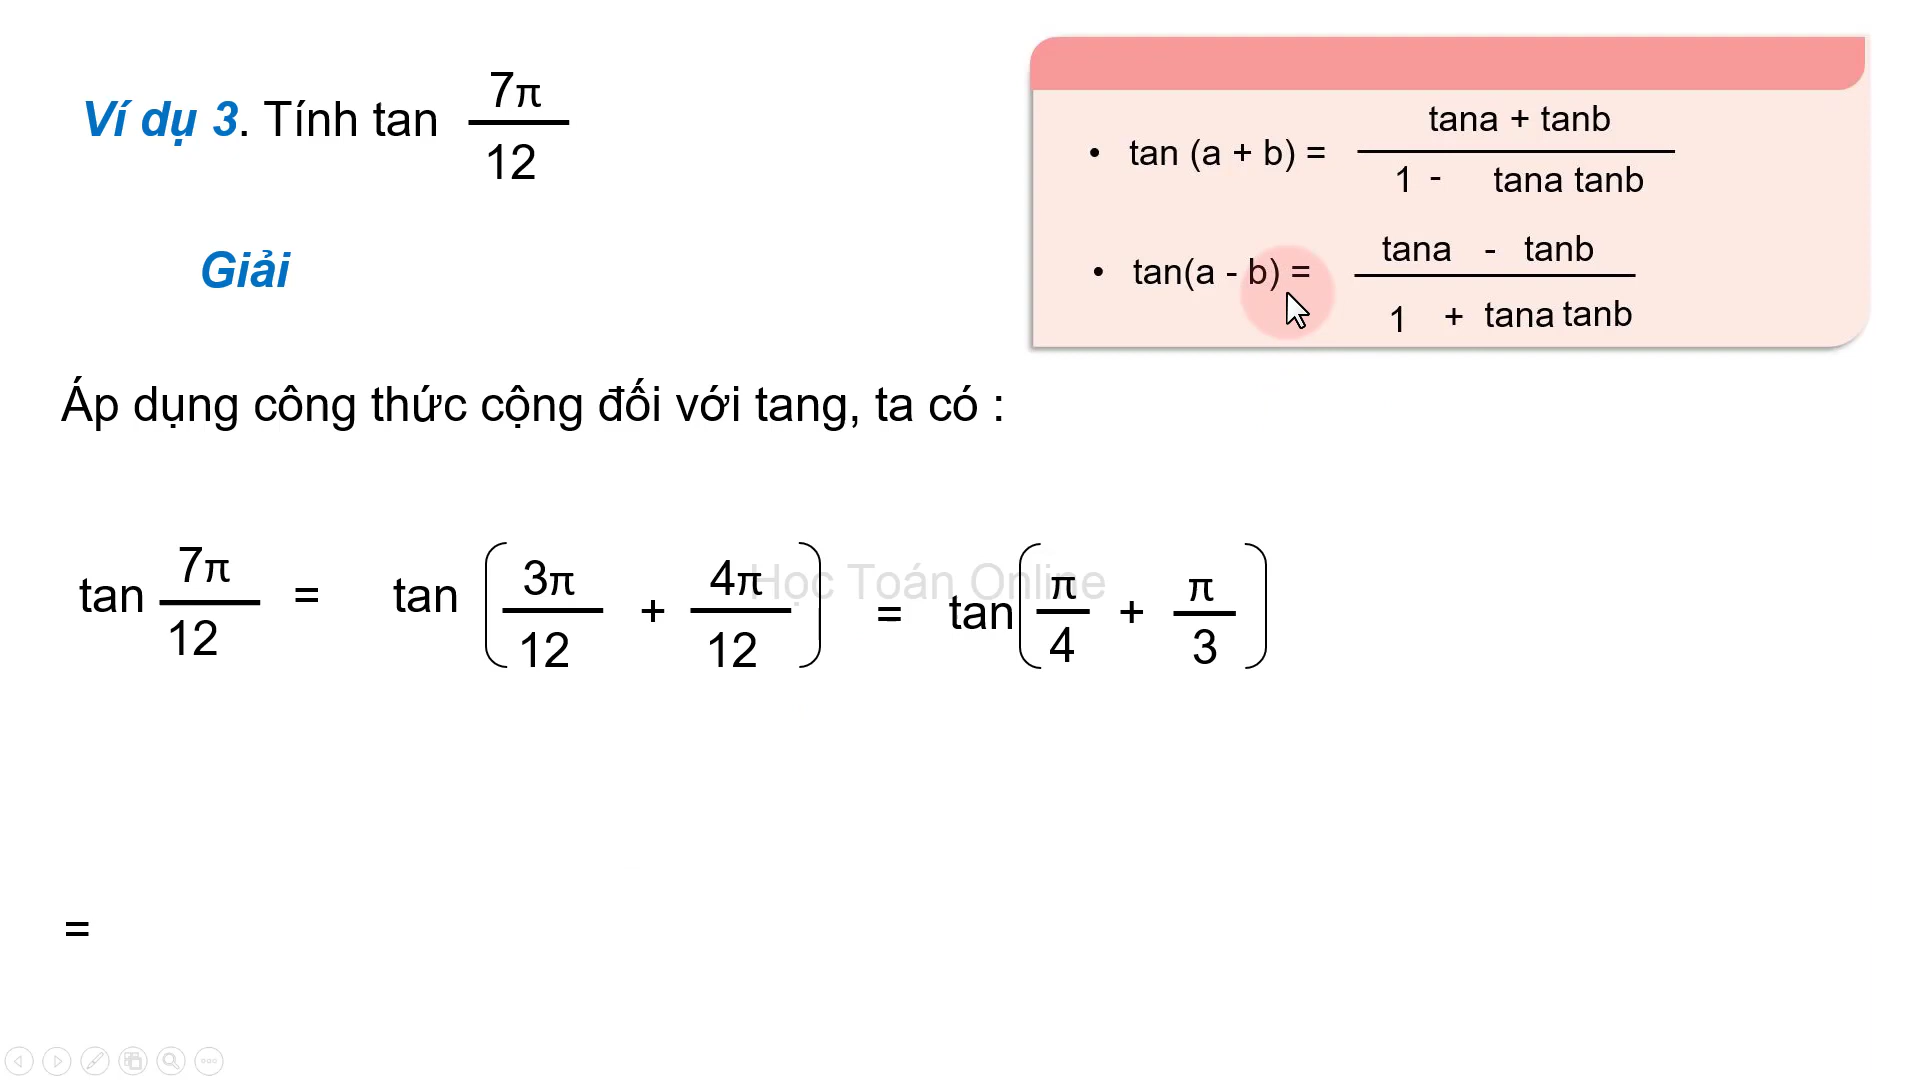 Ví dụ 3. Tính tan 7π/12
• tan (a + b) = tana + tanb / 1 - tana tanb
• tan(a - b) = tana - tanb / 1 + tana tanb
Giải
Áp dụng công thức cộng đối với tang, ta có :
Học Toán Online
tan 7π/12 = tan (3π/12 + 4π/12) = tan (π/4 + π/3)
=